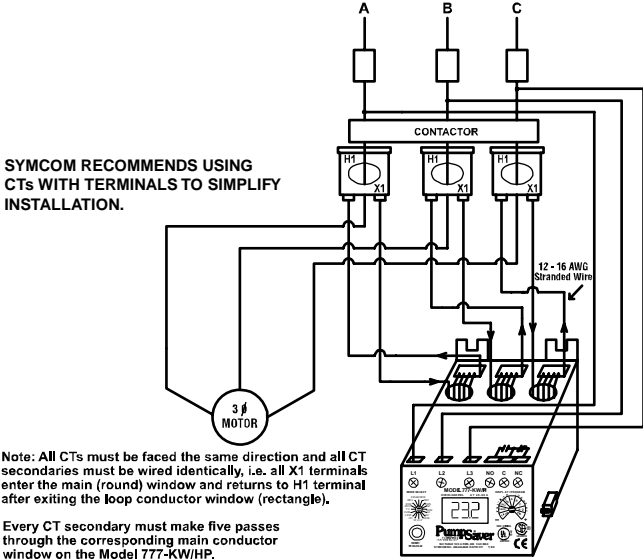 A B C
CONTACTOR
H1 H1 H1
X1 X1 X1
SYMCOM RECOMMENDS USING
CTs WITH TERMINALS TO SIMPLIFY
INSTALLATION.
12 - 16 AWG
Stranded Wire
3 ϕ
MOTOR
Note: All CTs must be faced the same direction and all CT
secondaries must be wired identically, i.e. all X1 terminals
enter the main (round) window and returns to H1 terminal
after exiting the loop conductor window (rectangle).
Every CT secondary must make five passes
through the corresponding main conductor
window on the Model 777-KW/HP.
L1 L2 L3 NO C NC
MODEL 777-KW/R
232
PumpSaver
UL
CE